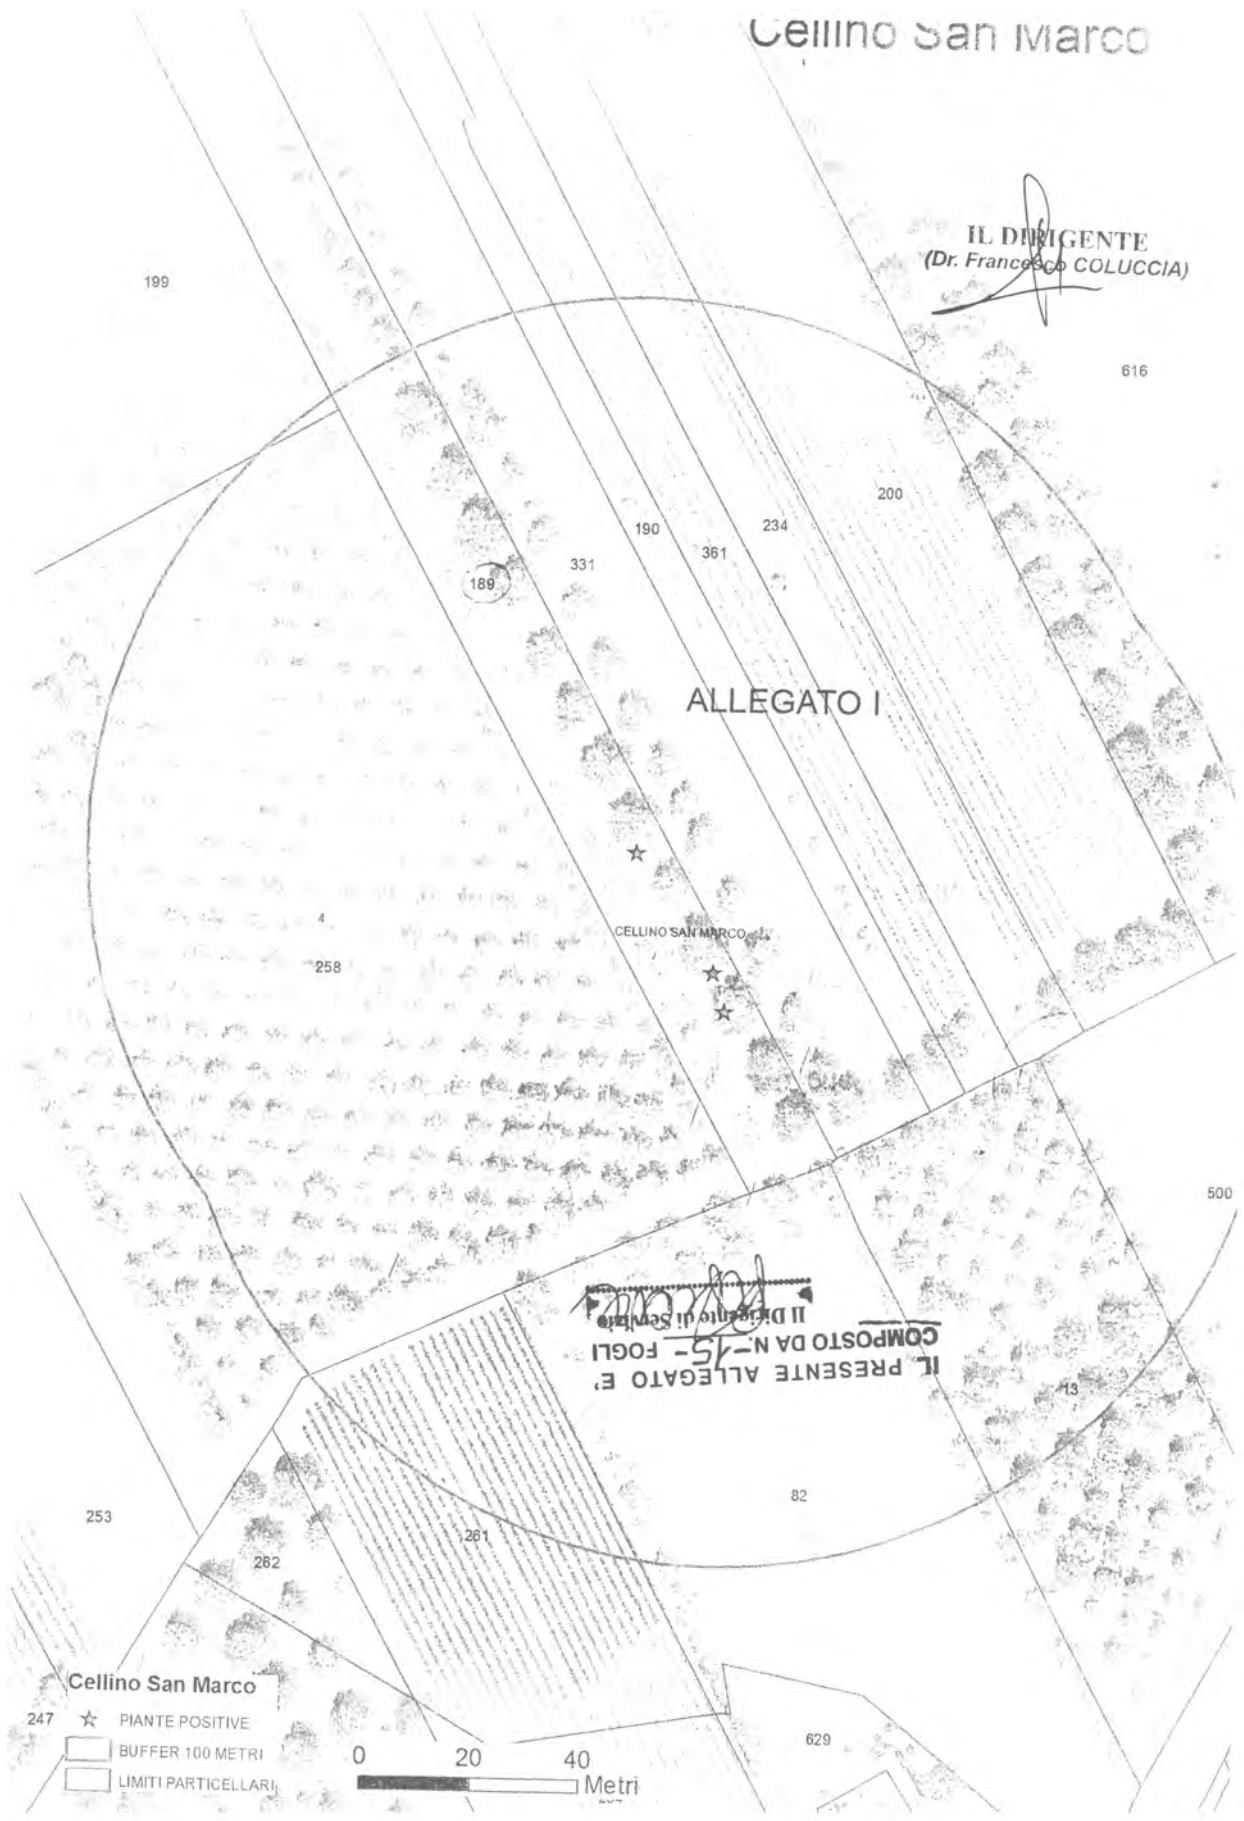 Cellino San Marco
IL DIRIGENTE
(Dr. Francesco COLUCCIA)
199
616
200
234
190
361
331
189
ALLEGATO I
CELLINO SAN MARCO
4
258
500
IL PRESENTE ALLEGATO E'
COMPOSTO DA N. -15- FOGLI
Il Dirigente di Servizio
13
82
253
261
262
Cellino San Marco
247 PIANTE POSITIVE
BUFFER 100 METRI
LIMITI PARTICELLARI
0 20 40
Metri
629